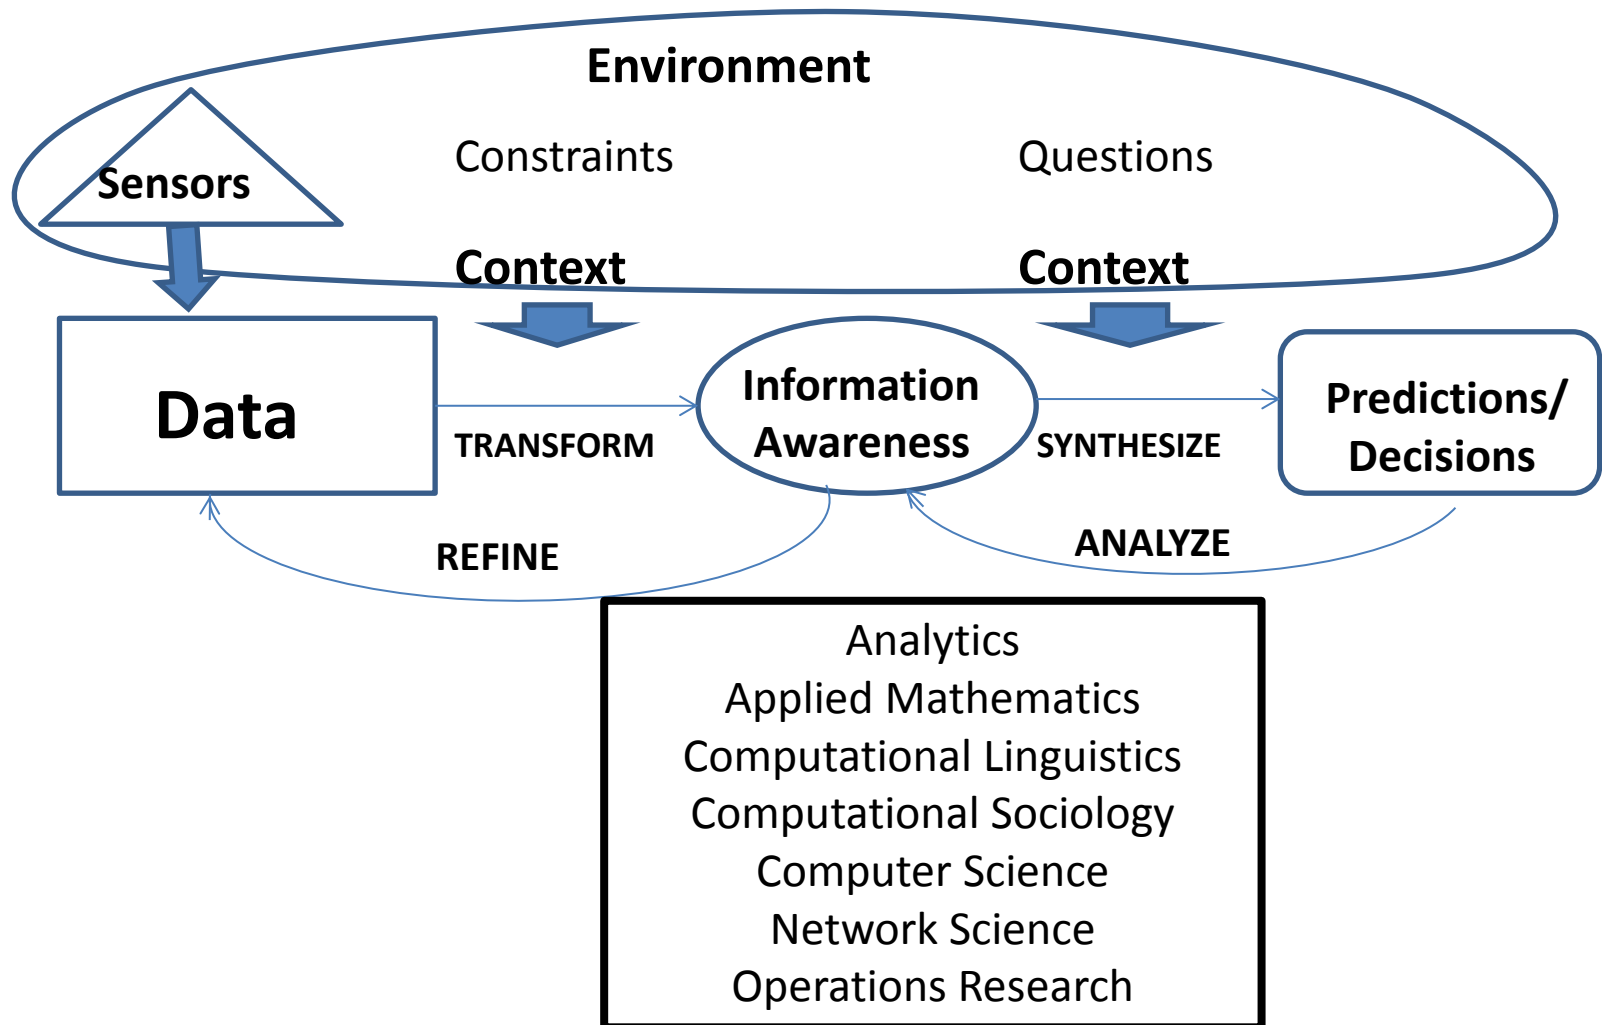 Environment
Constraints
Questions
Sensors
Context
Context
Data
TRANSFORM
Information
Awareness
SYNTHESIZE
Predictions/
Decisions
REFINE
ANALYZE
Analytics
Applied Mathematics
Computational Linguistics
Computational Sociology
Computer Science
Network Science
Operations Research